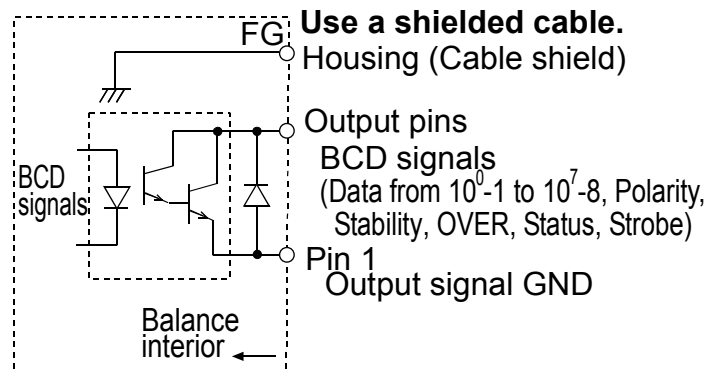 Use a shielded cable.
FG
Housing (Cable shield)
Output pins
BCD signals
(Data from 10⁰-1 to 10⁷-8, Polarity,
Stability, OVER, Status, Strobe)
BCD
signals
Pin 1
Output signal GND
Balance
interior